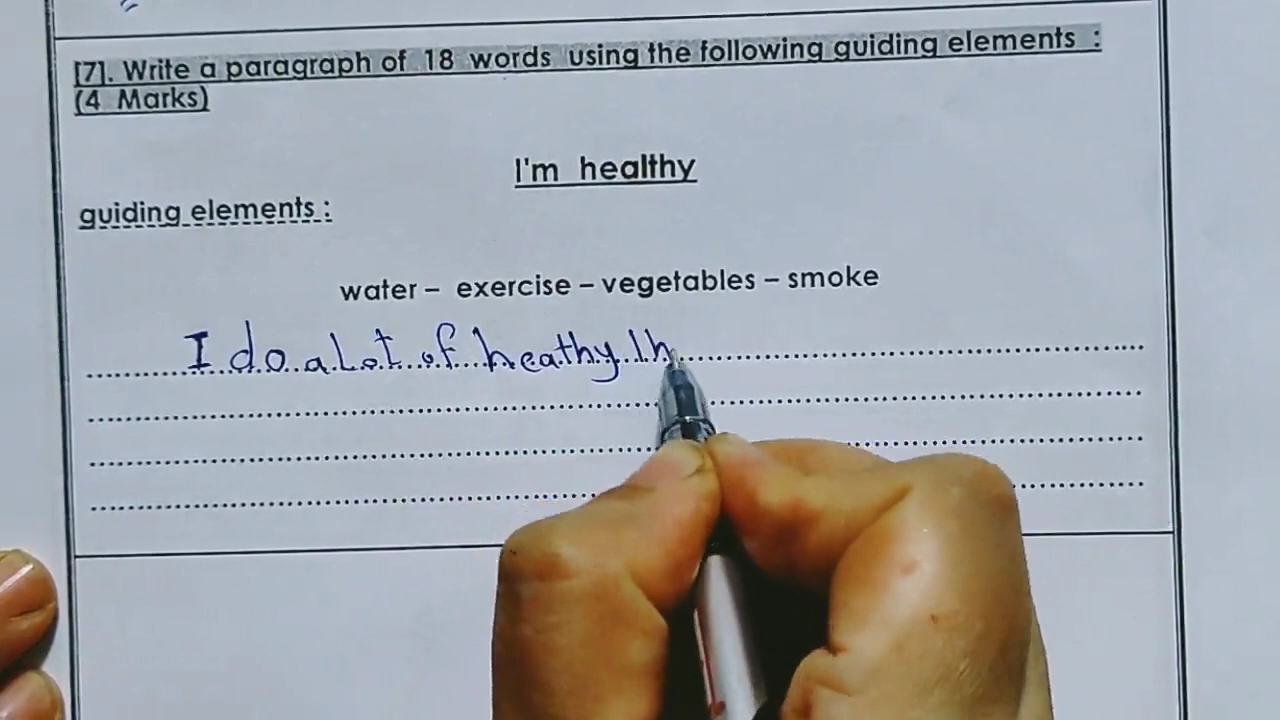 [7]. Write a paragraph of 18 words using the following guiding elements :
(4 Marks)
I'm healthy
guiding elements :
water – exercise – vegetables – smoke
I do a Lot of heathy th